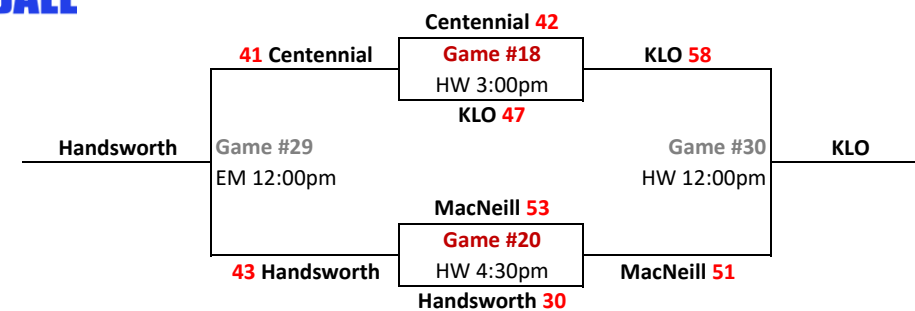 Centennial 42
41 Centennial
Game #18
KLO 58
HW 3:00pm
KLO 47
Handsworth
Game #29
Game #30
KLO
EM 12:00pm
HW 12:00pm
MacNeill 53
Game #20
43 Handsworth
HW 4:30pm
MacNeill 51
Handsworth 30